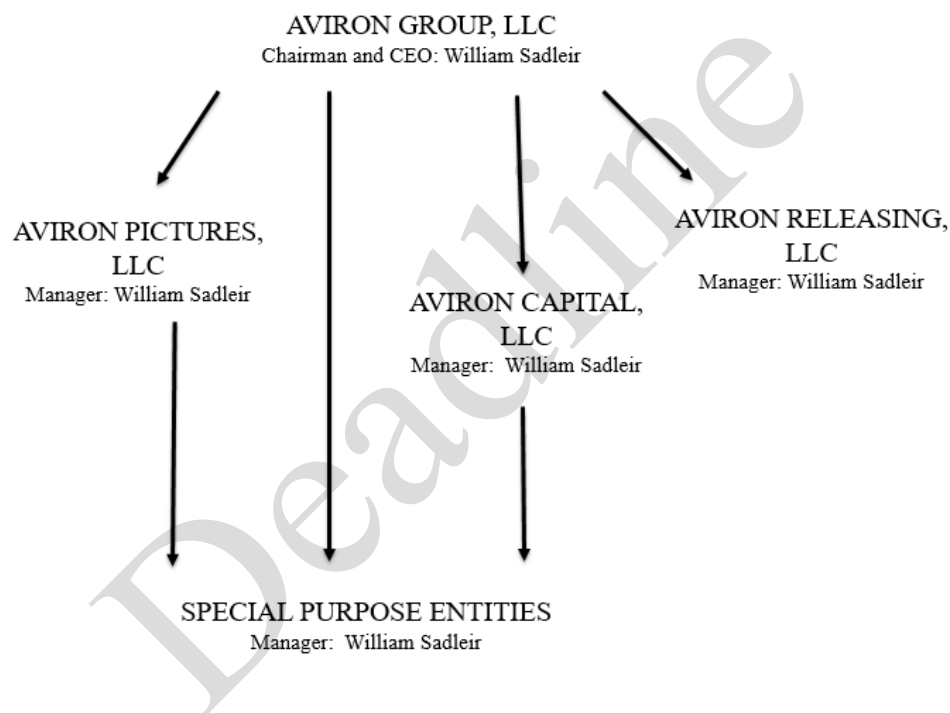 AVIRON GROUP, LLC
Chairman and CEO: William Sadleir
AVIRON PICTURES,
LLC
Manager: William Sadleir
AVIRON CAPITAL,
LLC
Manager: William Sadleir
AVIRON RELEASING,
LLC
Manager: William Sadleir
SPECIAL PURPOSE ENTITIES
Manager: William Sadleir
Deadline